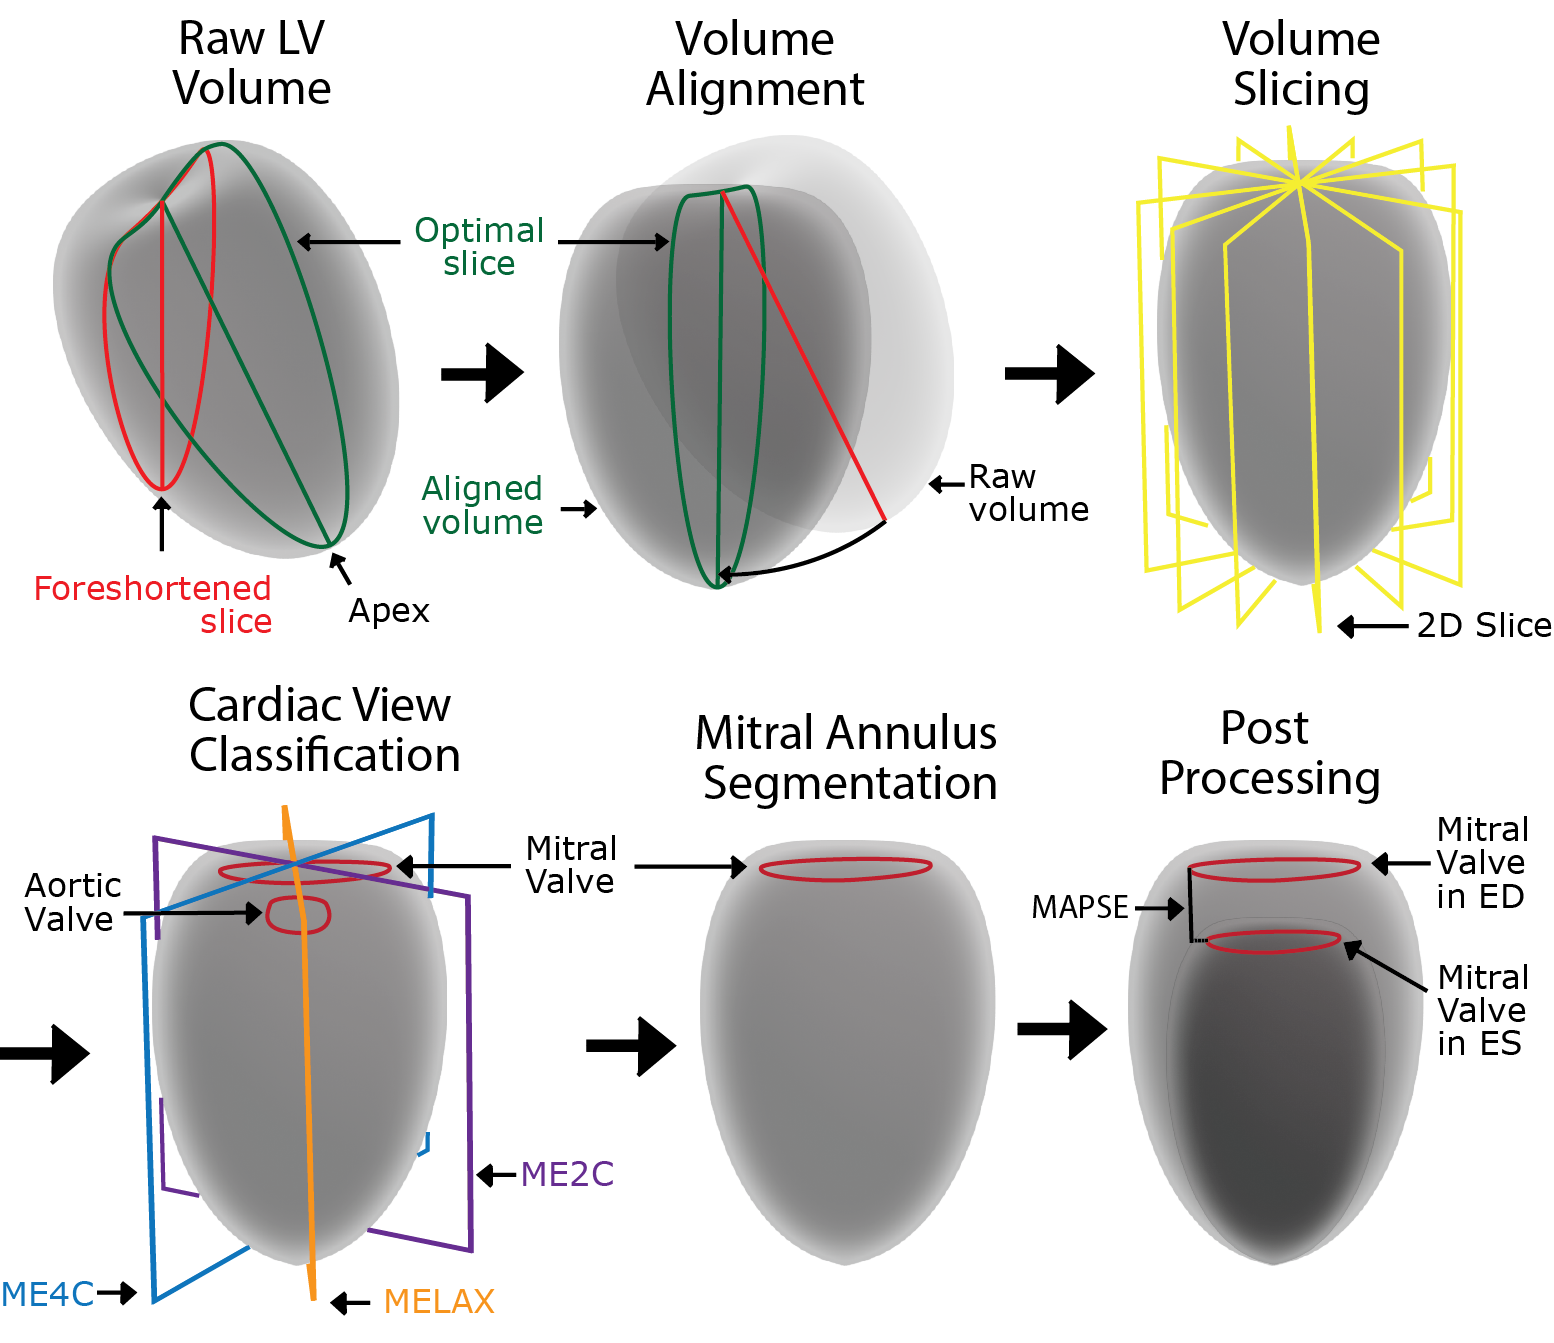 Raw LV
Volume
Volume
Alignment
Volume
Slicing
Optimal
slice
Aligned
volume
Raw
volume
Foreshortened
slice
Apex
2D Slice
Cardiac View
Classification
Mitral Annulus
Segmentation
Post
Processing
Aortic
Valve
Mitral
Valve
MAPSE
Mitral
Valve
in ED
Mitral
Valve
in ES
ME2C
ME4C
MELAX